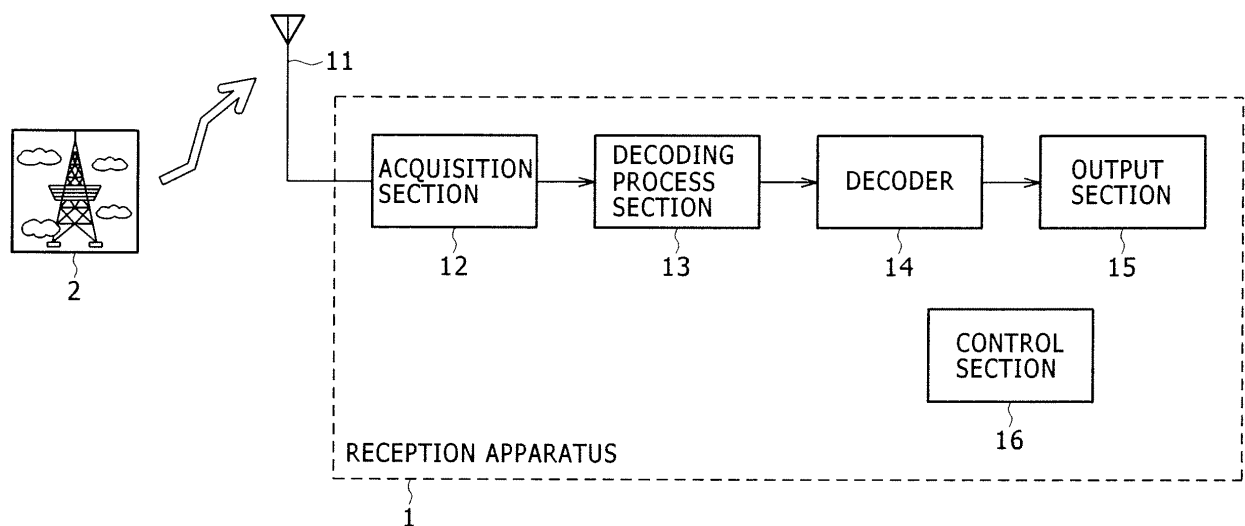 11
ACQUISITION
SECTION
12
DECODING
PROCESS
SECTION
13
DECODER
14
OUTPUT
SECTION
15
2
CONTROL
SECTION
16
RECEPTION APPARATUS
1